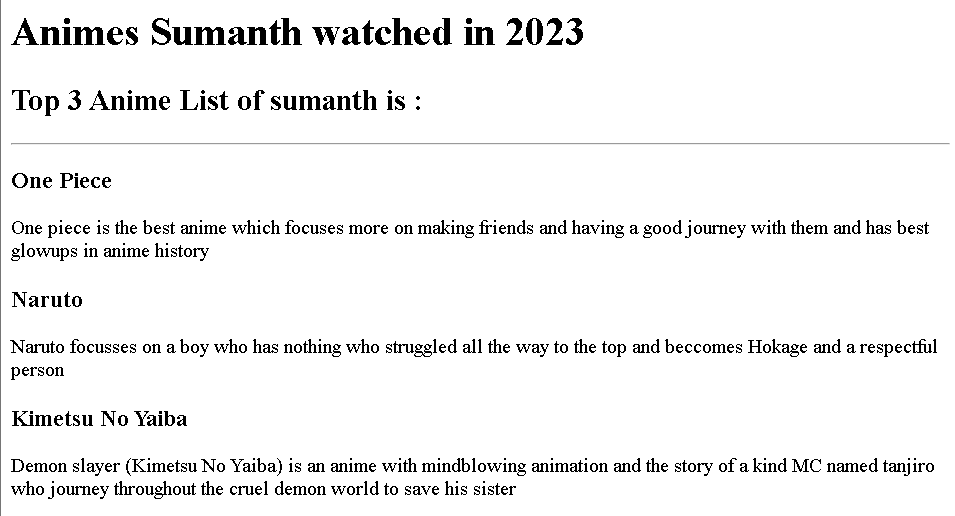 Animes Sumanth watched in 2023
Top 3 Anime List of sumanth is :
One Piece
One piece is the best anime which focuses more on making friends and having a good journey with them and has best
glowups in anime history
Naruto
Naruto focusses on a boy who has nothing who struggled all the way to the top and beccomes Hokage and a respectful
person
Kimetsu No Yaiba
Demon slayer (Kimetsu No Yaiba) is an anime with mindblowing animation and the story of a kind MC named tanjiro
who journey throughout the cruel demon world to save his sister